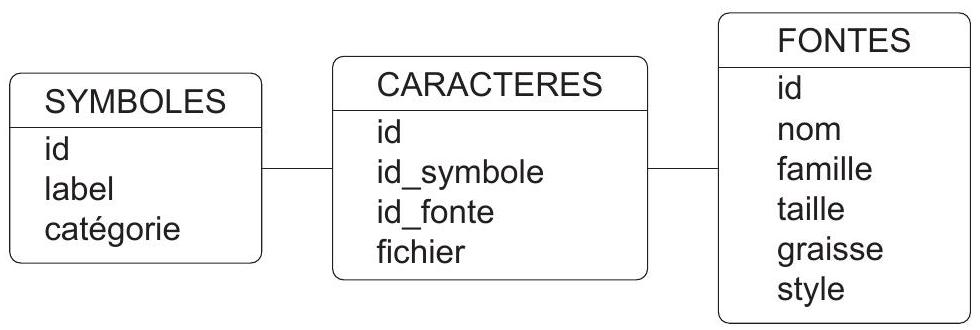 SYMBOLES
id
label
catégorie
CARACTERES
id
id_symbole
id_fonte
fichier
FONTES
id
nom
famille
taille
graisse
style